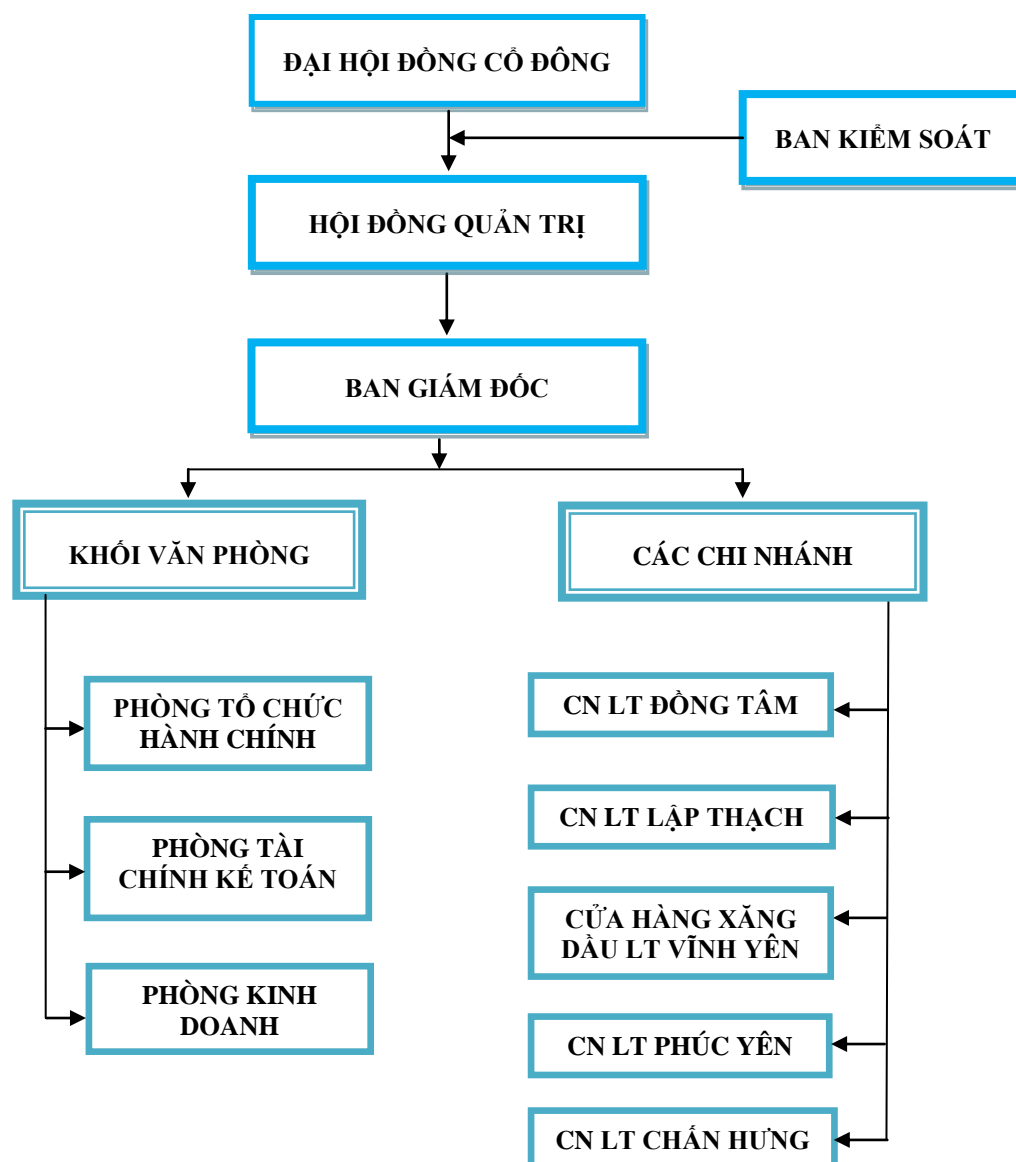 ĐẠI HỘI ĐỒNG CỔ ĐÔNG
BAN KIỂM SOÁT
HỘI ĐỒNG QUẢN TRỊ
BAN GIÁM ĐỐC
KHỐI VĂN PHÒNG
CÁC CHI NHÁNH
PHÒNG TỔ CHỨC
HÀNH CHÍNH
PHÒNG TÀI
CHÍNH KẾ TOÁN
PHÒNG KINH
DOANH
CN LT ĐỒNG TÂM
CN LT LẬP THẠCH
CỬA HÀNG XĂNG
DẦU LT VĨNH YÊN
CN LT PHÚC YÊN
CN LT CHẤN HƯNG